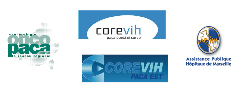 onco
paca
corevih
COREVIH
PACA EST
Assistance Publique
Hôpitaux de Marseille